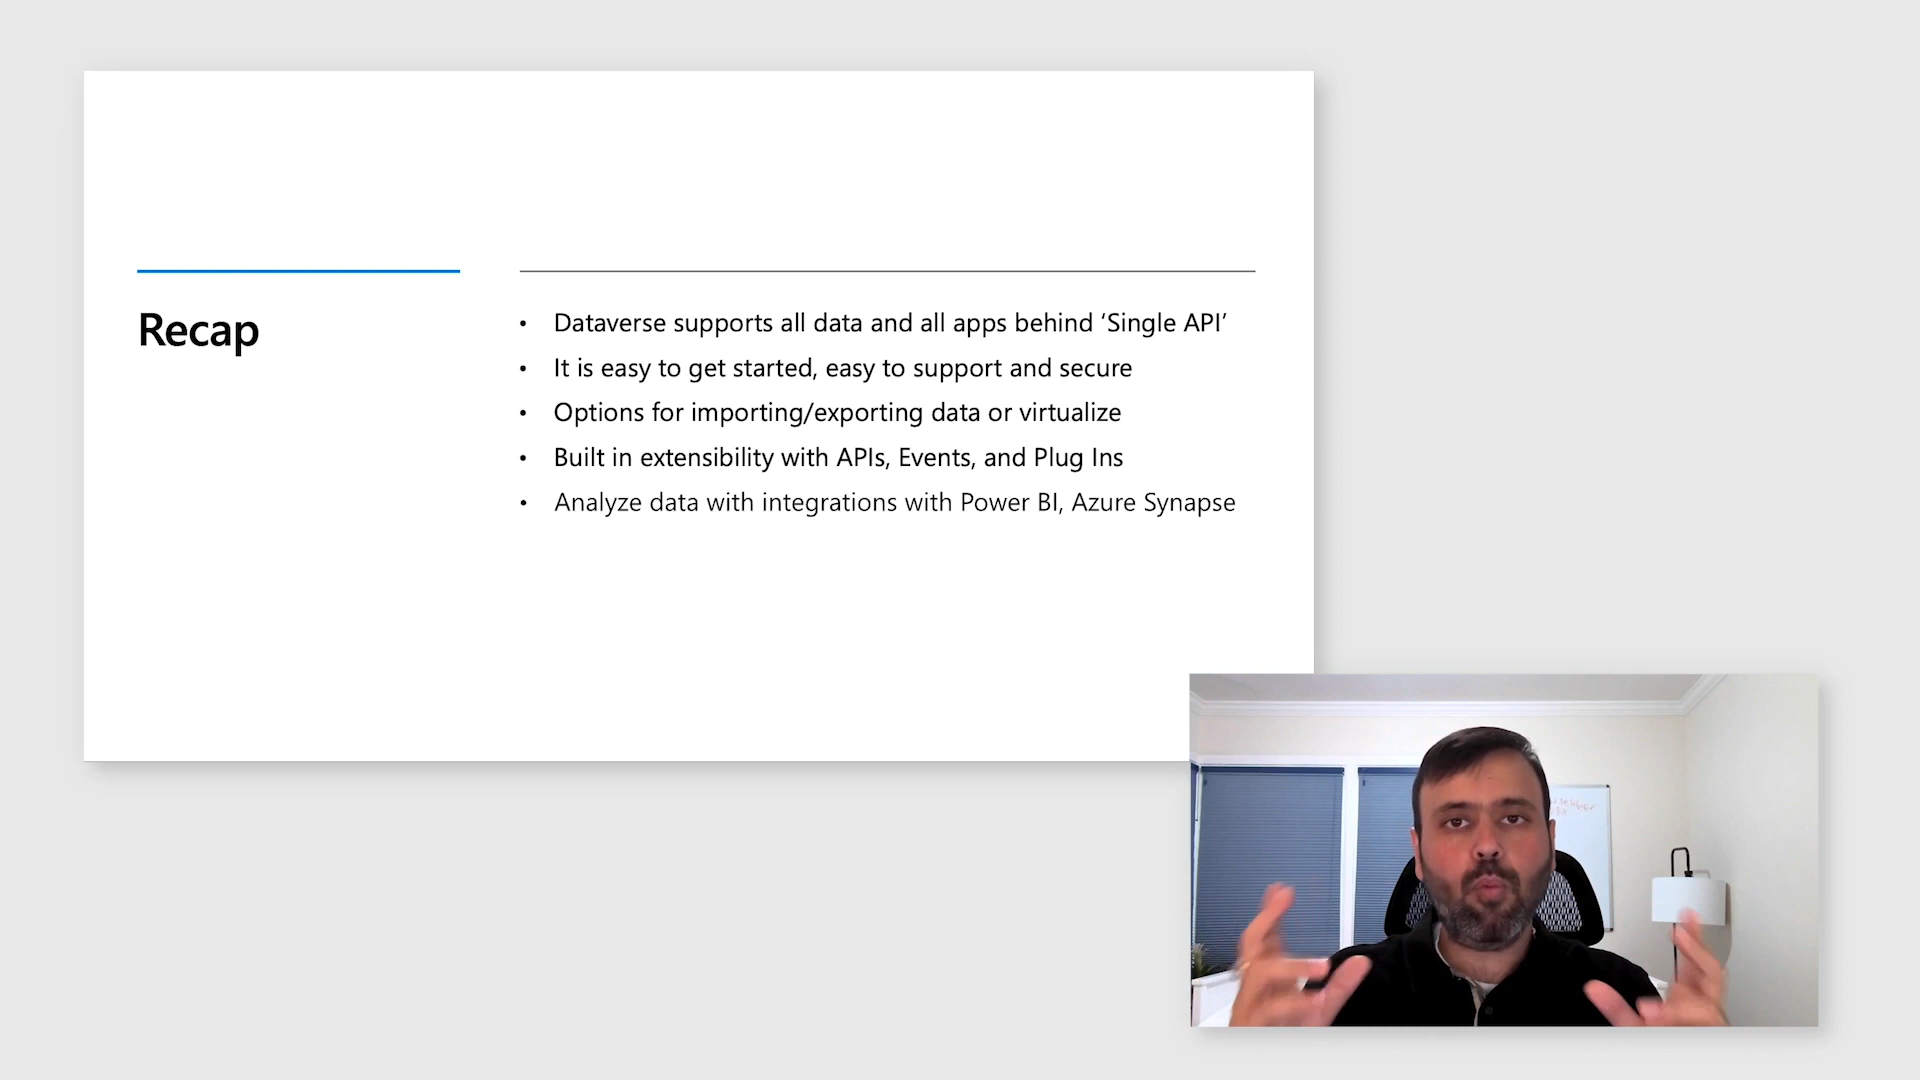 Recap
• Dataverse supports all data and all apps behind ‘Single API’
• It is easy to get started, easy to support and secure
• Options for importing/exporting data or virtualize
• Built in extensibility with APIs, Events, and Plug Ins
• Analyze data with integrations with Power BI, Azure Synapse